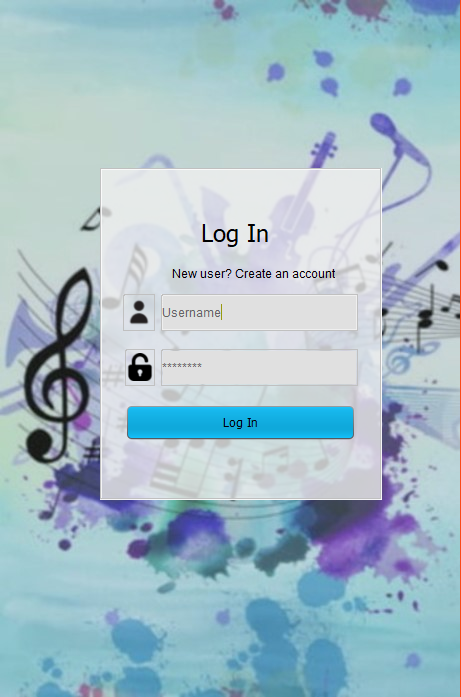 Log In
New user? Create an account
Username
********
Log In